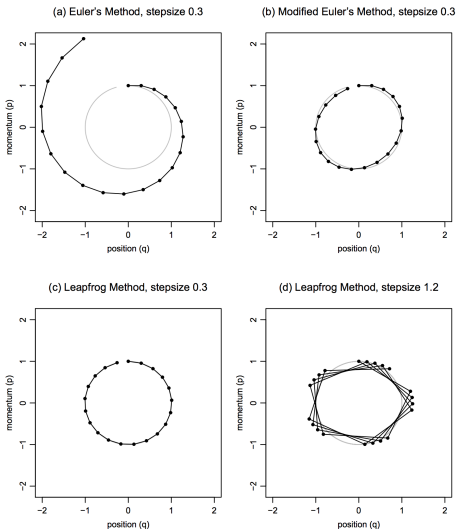 (a) Euler's Method, stepsize 0.3
(b) Modified Euler's Method, stepsize 0.3
momentum (p)
2
1
0
−1
−2
−2 −1 0 1 2
position (q)
momentum (p)
2
1
0
−1
−2
−2 −1 0 1 2
position (q)
(c) Leapfrog Method, stepsize 0.3
(d) Leapfrog Method, stepsize 1.2
momentum (p)
2
1
0
−1
−2
−2 −1 0 1 2
position (q)
momentum (p)
2
1
0
−1
−2
−2 −1 0 1 2
position (q)